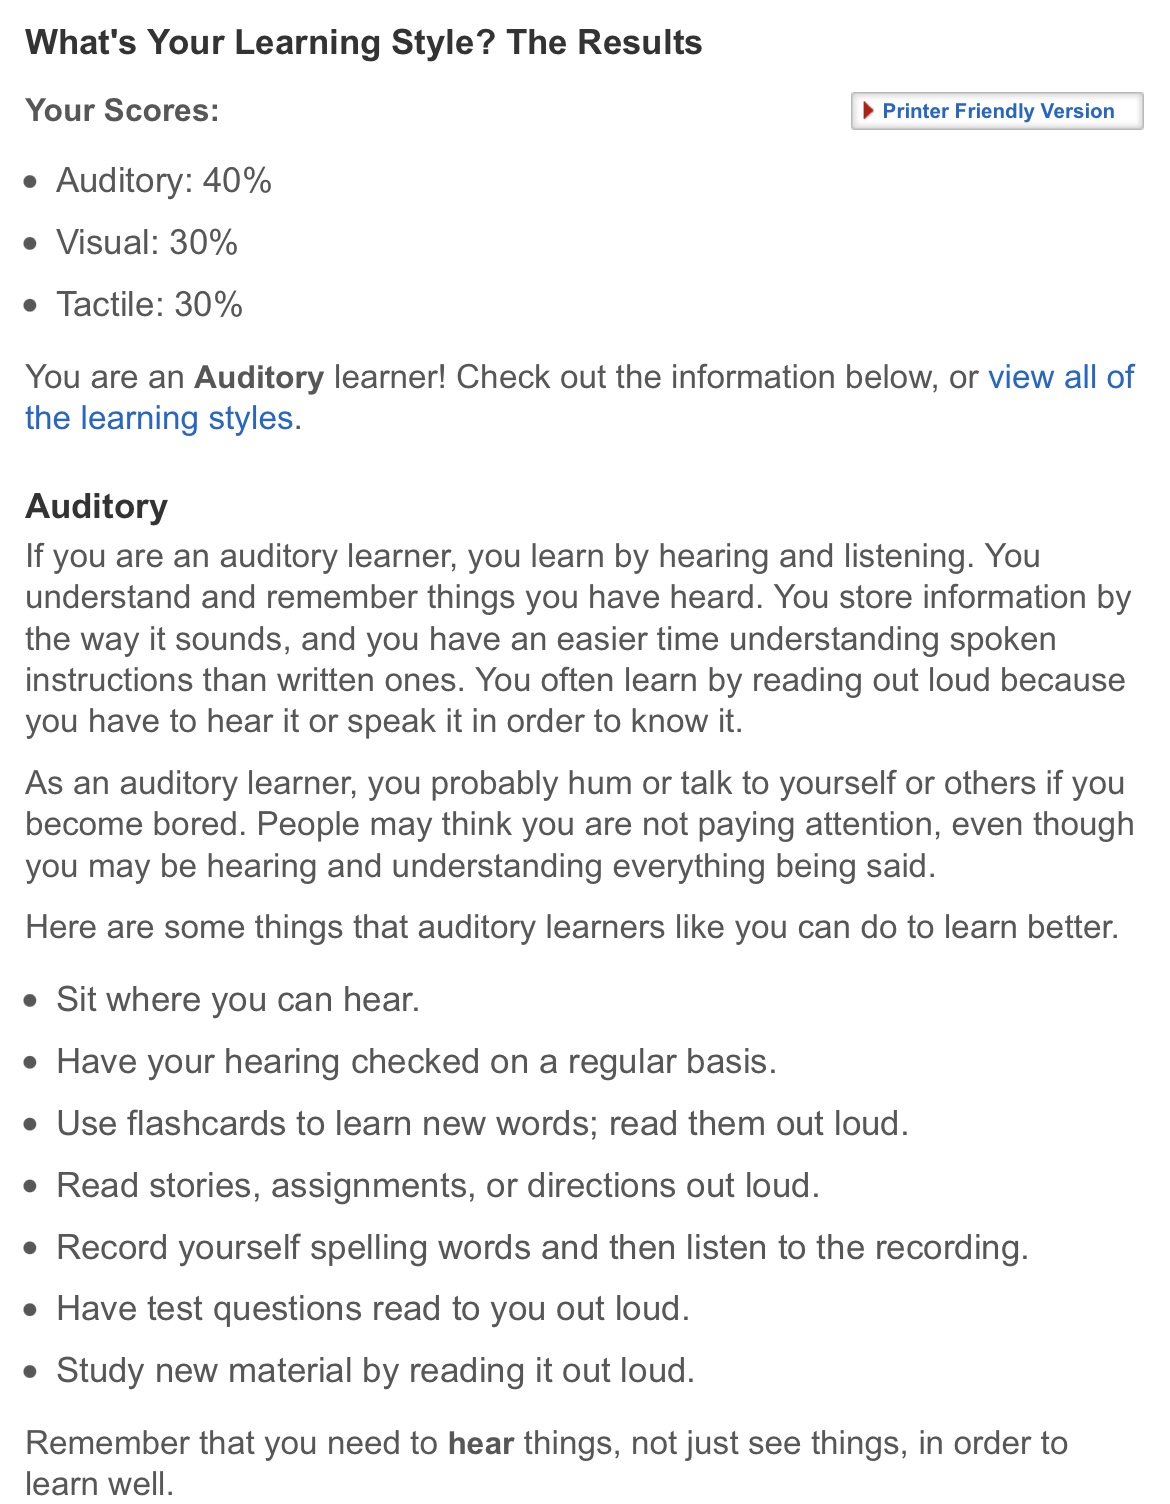 What's Your Learning Style? The Results
Your Scores:
Printer Friendly Version
Auditory: 40%
Visual: 30%
Tactile: 30%
You are an Auditory learner! Check out the information below, or view all of
the learning styles.
Auditory
If you are an auditory learner, you learn by hearing and listening. You
understand and remember things you have heard. You store information by
the way it sounds, and you have an easier time understanding spoken
instructions than written ones. You often learn by reading out loud because
you have to hear it or speak it in order to know it.
As an auditory learner, you probably hum or talk to yourself or others if you
become bored. People may think you are not paying attention, even though
you may be hearing and understanding everything being said.
Here are some things that auditory learners like you can do to learn better.
Sit where you can hear.
Have your hearing checked on a regular basis.
Use flashcards to learn new words; read them out loud.
Read stories, assignments, or directions out loud.
Record yourself spelling words and then listen to the recording.
Have test questions read to you out loud.
Study new material by reading it out loud.
Remember that you need to hear things, not just see things, in order to
learn well.